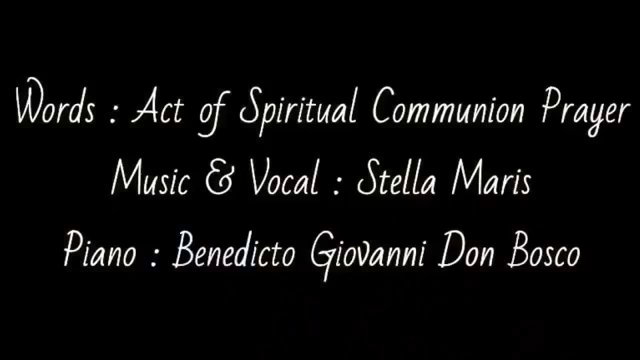 Words : Act of Spiritual Communion Prayer
Music & Vocal : Stella Maris
Piano : Benedicto Giovanni Don Bosco